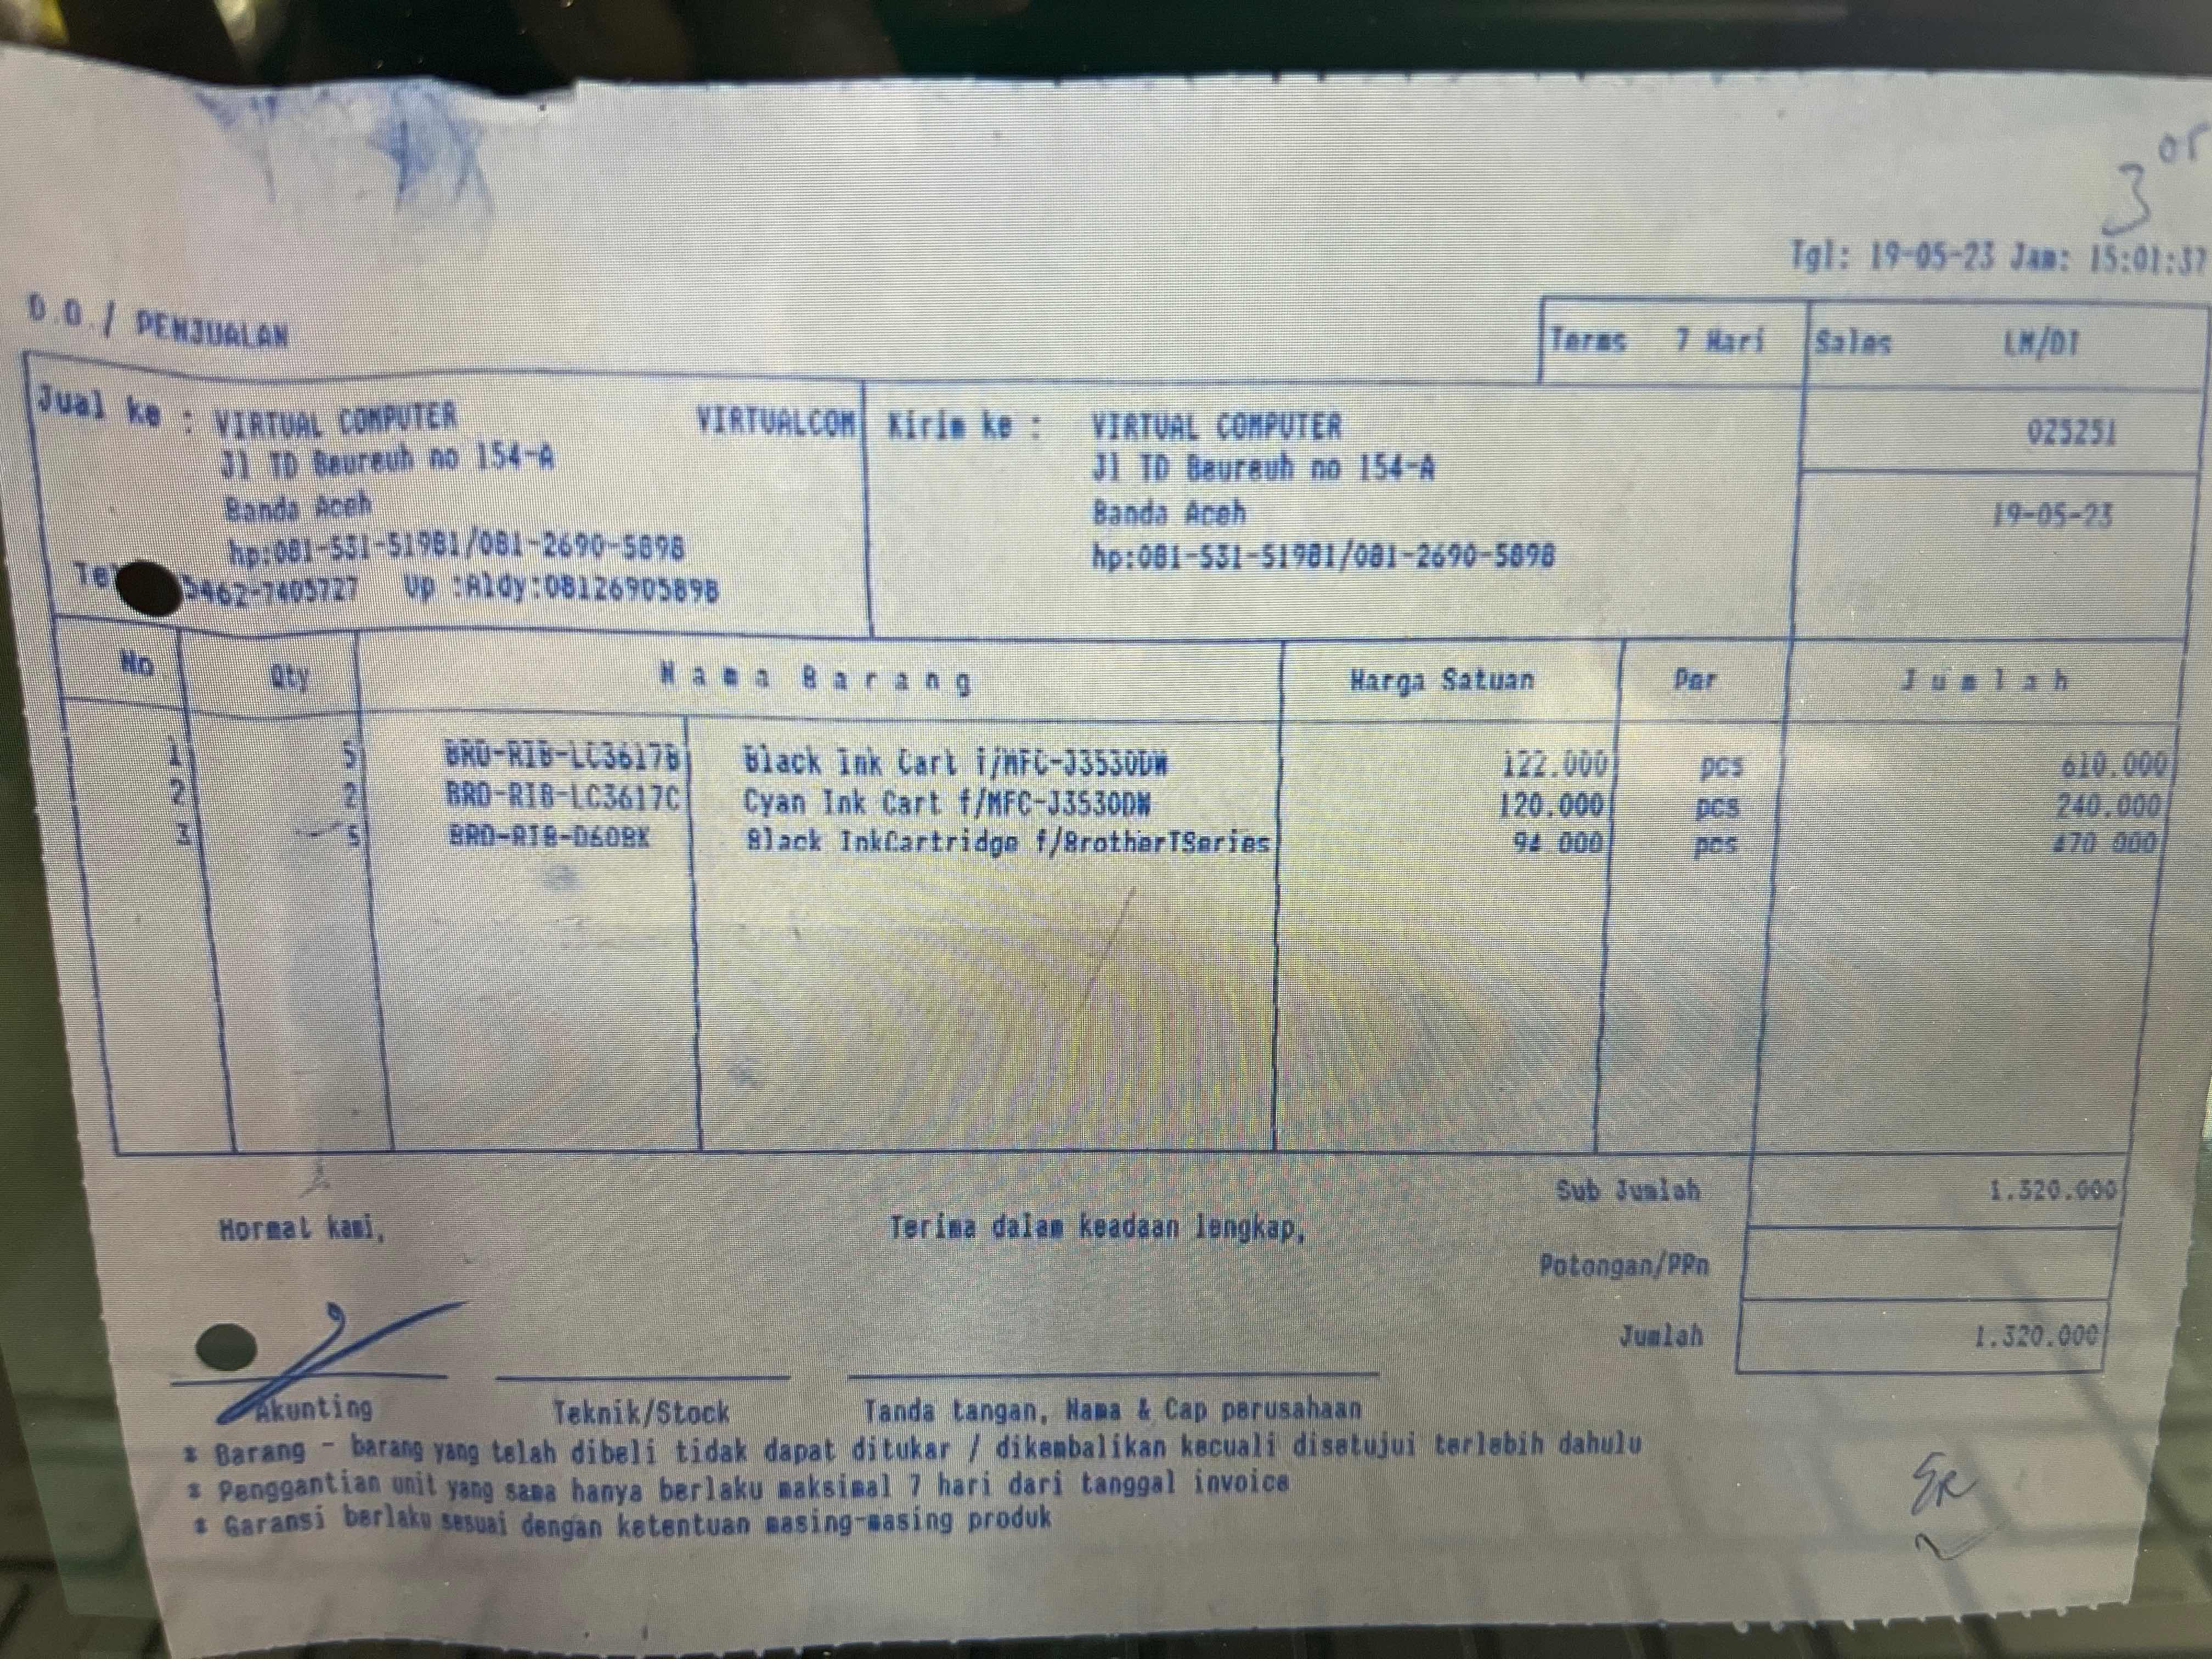 3 or
Tgl: 19-05-23 Jam: 15:01:37
D.O./ PENJUALAN
Terms 7 Hari Sales LM/DT
Jual ke : VIRTUAL COMPUTER VIRTUALCOM Kirim ke : VIRTUAL COMPUTER 025251
Jl TD Beureuh no 154-A Jl TD Beureuh no 154-A
Banda Aceh Banda Aceh 19-05-23
hp:081-531-51981/081-2690-5898 hp:081-531-51981/081-2690-5898
5462-7405727 Up :Aldy:08126905898
No Qty Nama Barang Harga Satuan Per Jumlah
1 5 BRO-RIB-LC3617B Black Ink Cart f/MFC-J3530DW 122.000 pcs 610.000
2 2 BRO-RIB-LC3617C Cyan Ink Cart f/MFC-J3530DW 120.000 pcs 240.000
3 5 BRO-RIB-D60BK Black InkCartridge f/BrotherTSeries 94.000 pcs 470.000
Sub Jumlah 1.320.000
Hormat kami, Terima dalam keadaan lengkap,
Potongan/PPn
Jumlah 1.320.000
Akunting Teknik/Stock Tanda tangan, Nama & Cap perusahaan
* Barang - barang yang telah dibeli tidak dapat ditukar / dikembalikan kecuali disetujui terlebih dahulu
* Penggantian unit yang sama hanya berlaku maksimal 7 hari dari tanggal invoice
* Garansi berlaku sesuai dengan ketentuan masing-masing produk